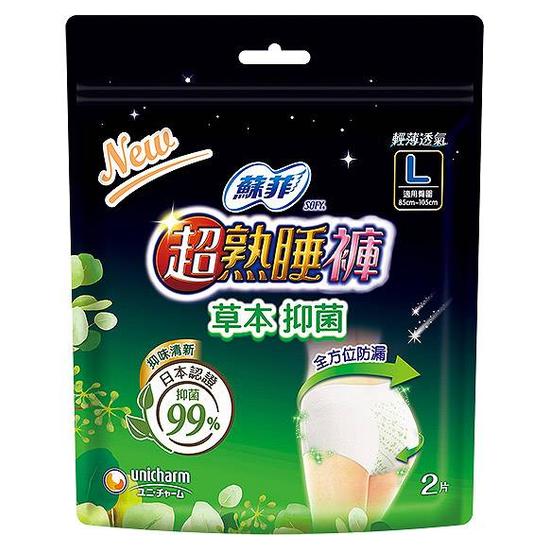 New
輕薄透氣
L
適用臀圍
85cm~105cm
蘇菲
SOFY.
超熟睡褲
草本 抑菌
全方位防漏
抑味清新
日本認證
抑菌
99%
unicharm
ユニ・チャーム
2片